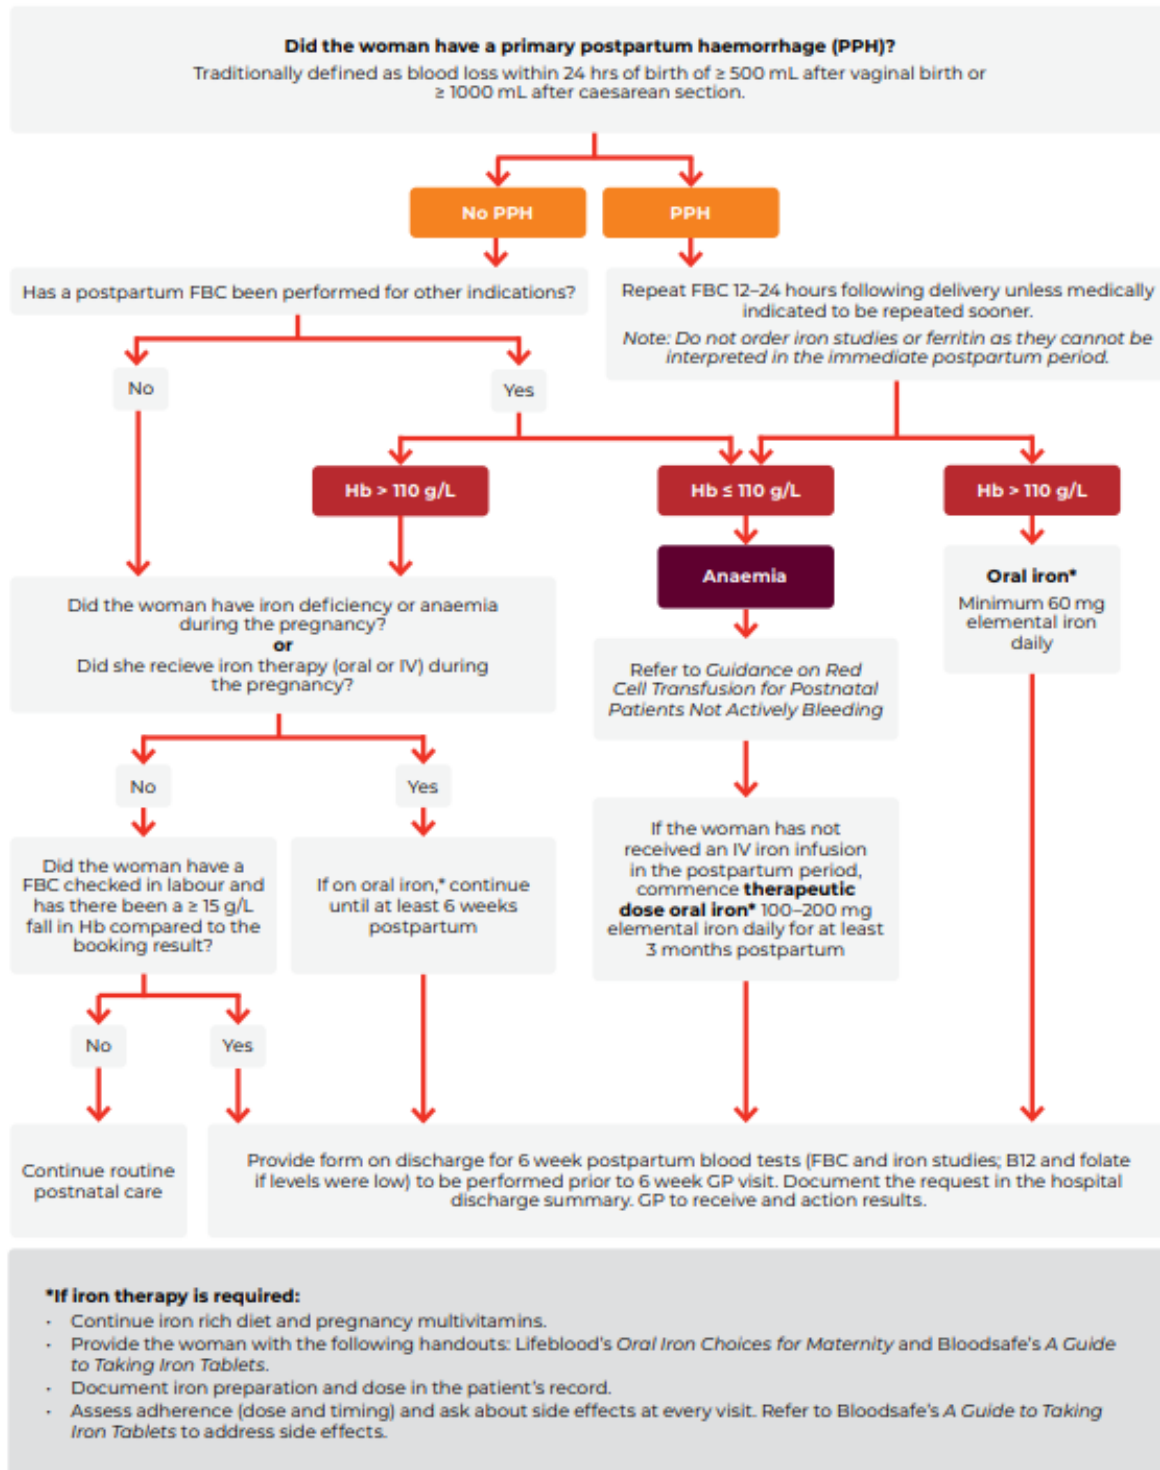 Did the woman have a primary postpartum haemorrhage (PPH)?
Traditionally defined as blood loss within 24 hrs of birth of ≥ 500 mL after vaginal birth or
≥ 1000 mL after caesarean section.
No PPH
PPH
Has a postpartum FBC been performed for other indications?
Repeat FBC 12–24 hours following delivery unless medically
indicated to be repeated sooner.
Note: Do not order iron studies or ferritin as they cannot be
interpreted in the immediate postpartum period.
No
Yes
Hb > 110 g/L
Hb ≤ 110 g/L
Hb > 110 g/L
Anaemia
Oral iron*
Minimum 60 mg
elemental iron
daily
Did the woman have iron deficiency or anaemia
during the pregnancy?
or
Did she recieve iron therapy (oral or IV) during
the pregnancy?
Refer to Guidance on Red
Cell Transfusion for Postnatal
Patients Not Actively Bleeding
No
Yes
Did the woman have a
FBC checked in labour and
has there been a ≥ 15 g/L
fall in Hb compared to the
booking result?
If on oral iron,* continue
until at least 6 weeks
postpartum
If the woman has not
received an IV iron infusion
in the postpartum period,
commence therapeutic
dose oral iron* 100–200 mg
elemental iron daily for at least
3 months postpartum
No
Yes
Continue routine
postnatal care
Provide form on discharge for 6 week postpartum blood tests (FBC and iron studies; B12 and folate
if levels were low) to be performed prior to 6 week GP visit. Document the request in the hospital
discharge summary. GP to receive and action results.
*If iron therapy is required:
• Continue iron rich diet and pregnancy multivitamins.
• Provide the woman with the following handouts: Lifeblood's Oral Iron Choices for Maternity and Bloodsafe's A Guide
to Taking Iron Tablets.
• Document iron preparation and dose in the patient's record.
• Assess adherence (dose and timing) and ask about side effects at every visit. Refer to Bloodsafe's A Guide to Taking
Iron Tablets to address side effects.